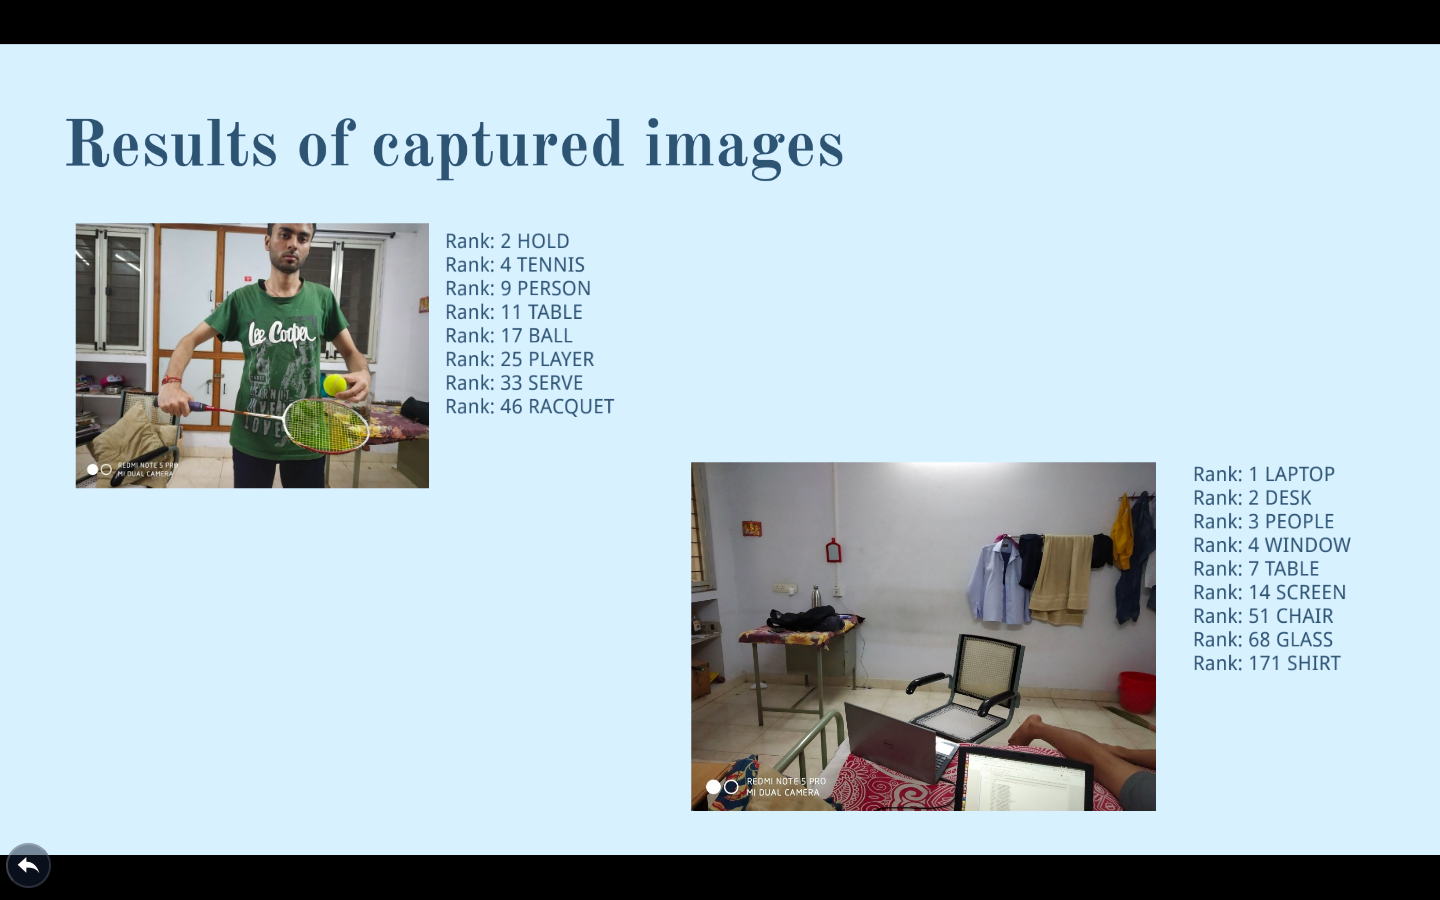 Results of captured images
Lee Cooper
REDMI NOTE 5 PRO
MI DUAL CAMERA
Rank: 2 HOLD
Rank: 4 TENNIS
Rank: 9 PERSON
Rank: 11 TABLE
Rank: 17 BALL
Rank: 25 PLAYER
Rank: 33 SERVE
Rank: 46 RACQUET
REDMI NOTE 5 PRO
MI DUAL CAMERA
Rank: 1 LAPTOP
Rank: 2 DESK
Rank: 3 PEOPLE
Rank: 4 WINDOW
Rank: 7 TABLE
Rank: 14 SCREEN
Rank: 51 CHAIR
Rank: 68 GLASS
Rank: 171 SHIRT